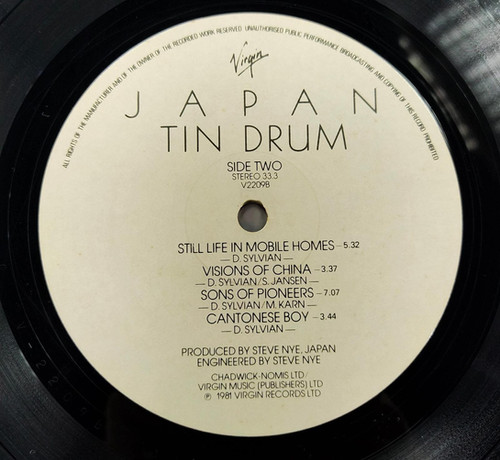 ALL RIGHTS OF THE MANUFACTURER AND OF THE OWNER OF THE RECORDED WORK RESERVED UNAUTHORISED PUBLIC PERFORMANCE BROADCASTING AND COPYING OF THIS RECORD PROHIBITED
Virgin
JAPAN
TIN DRUM
SIDE TWO
STEREO 33.3
V2209B
STILL LIFE IN MOBILE HOMES – 5.32
— D. SYLVIAN —
VISIONS OF CHINA – 3.37
— D. SYLVIAN/S. JANSEN —
SONS OF PIONEERS – 7.07
— D. SYLVIAN/M. KARN —
CANTONESE BOY – 3.44
— D. SYLVIAN —
PRODUCED BY STEVE NYE, JAPAN
ENGINEERED BY STEVE NYE
CHADWICK-NOMIS LTD/
VIRGIN MUSIC (PUBLISHERS) LTD
℗ 1981 VIRGIN RECORDS LTD